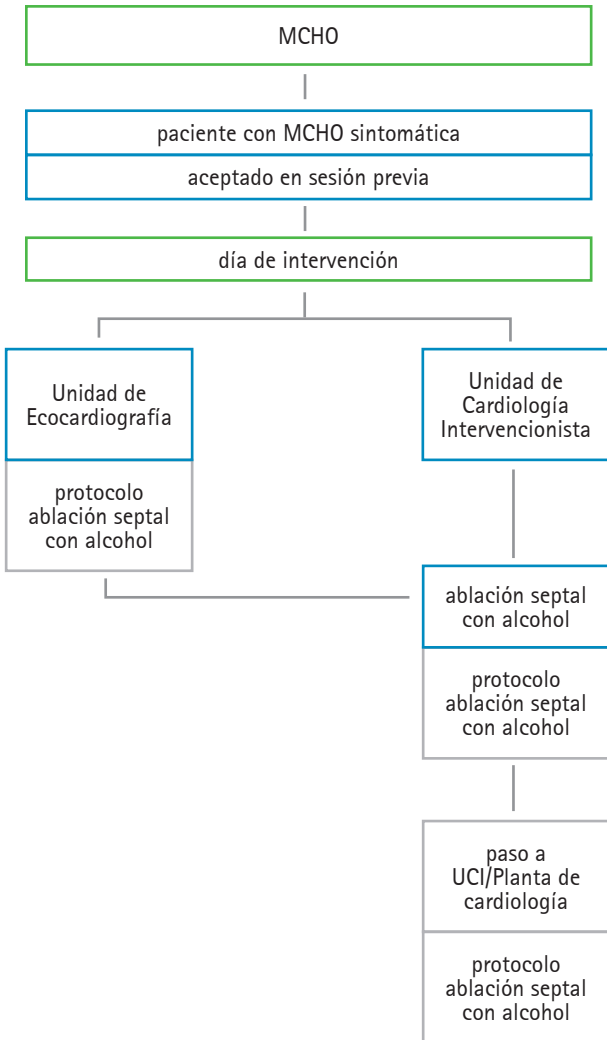 MCHO
paciente con MCHO sintomática
aceptado en sesión previa
día de intervención
Unidad de
Ecocardiografía
protocolo
ablación septal
con alcohol
Unidad de
Cardiología
Intervencionista
ablación septal
con alcohol
protocolo
ablación septal
con alcohol
paso a
UCI/Planta de
cardiología
protocolo
ablación septal
con alcohol